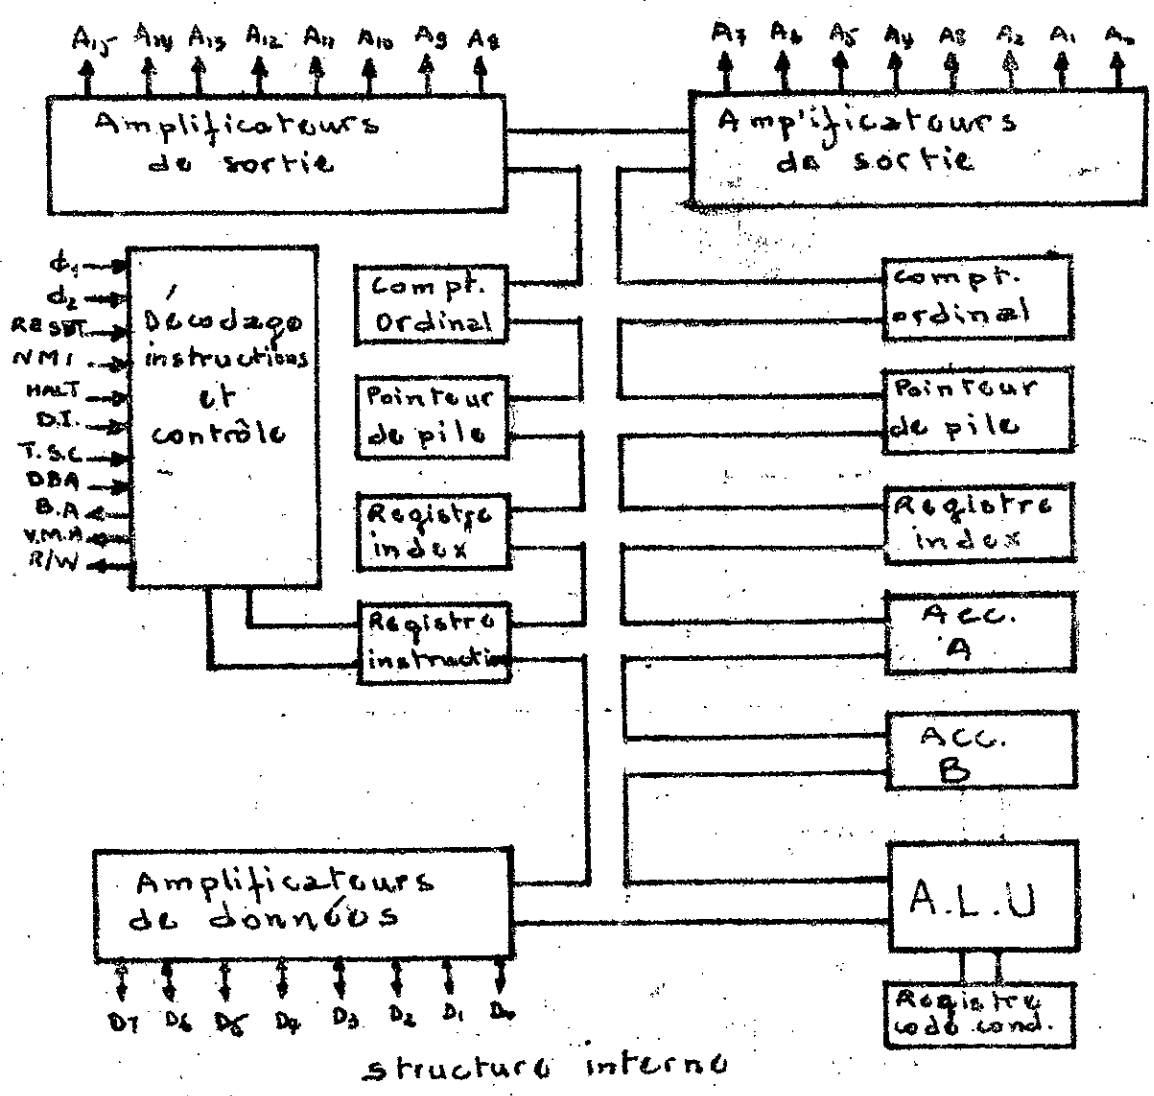 A15 A14 A13 A12 A11 A10 A9 A8
A7 A6 A5 A4 A3 A2 A1 A0
Amplificateurs
de sortie
Amplificateurs
de sortie
ϕ1
ϕ2
RESET
NMI
HALT
D.I.
T.S.C
DBA
B.A
V.M.A
R/W
Décodage
instructions
et
contrôle
Compt.
Ordinal
Pointeur
de pile
Registre
index
Registre
instruction
Compt.
ordinal
Pointeur
de pile
Registre
index
Acc.
A
Acc.
B
Amplificateurs
de données
A.L.U
D7 D6 D5 D4 D3 D2 D1 D0
Registre
code cond.
structure interne